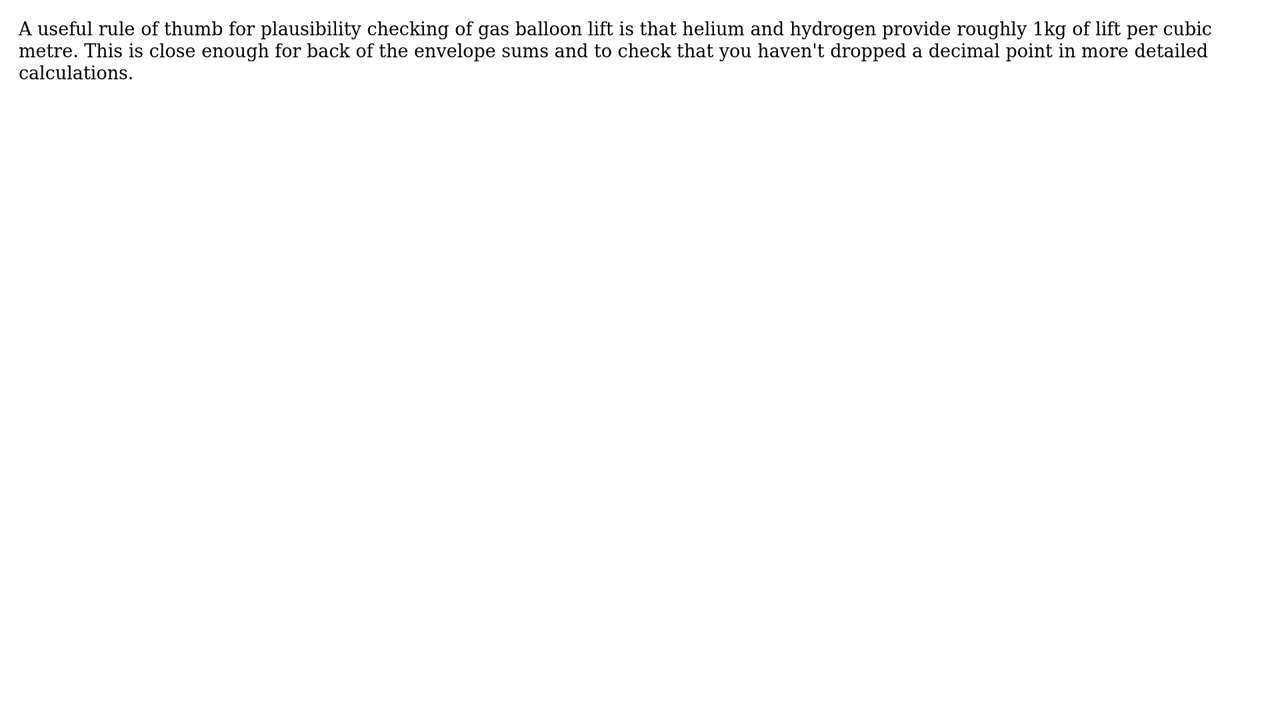 A useful rule of thumb for plausibility checking of gas balloon lift is that helium and hydrogen provide roughly 1kg of lift per cubic
metre. This is close enough for back of the envelope sums and to check that you haven't dropped a decimal point in more detailed
calculations.